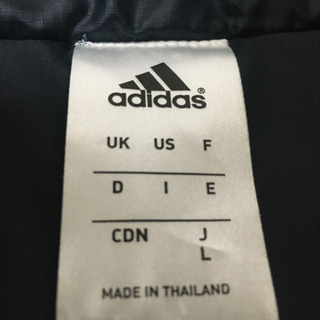 adidas
UK US F
D I E
CDN J
L
MADE IN THAILAND